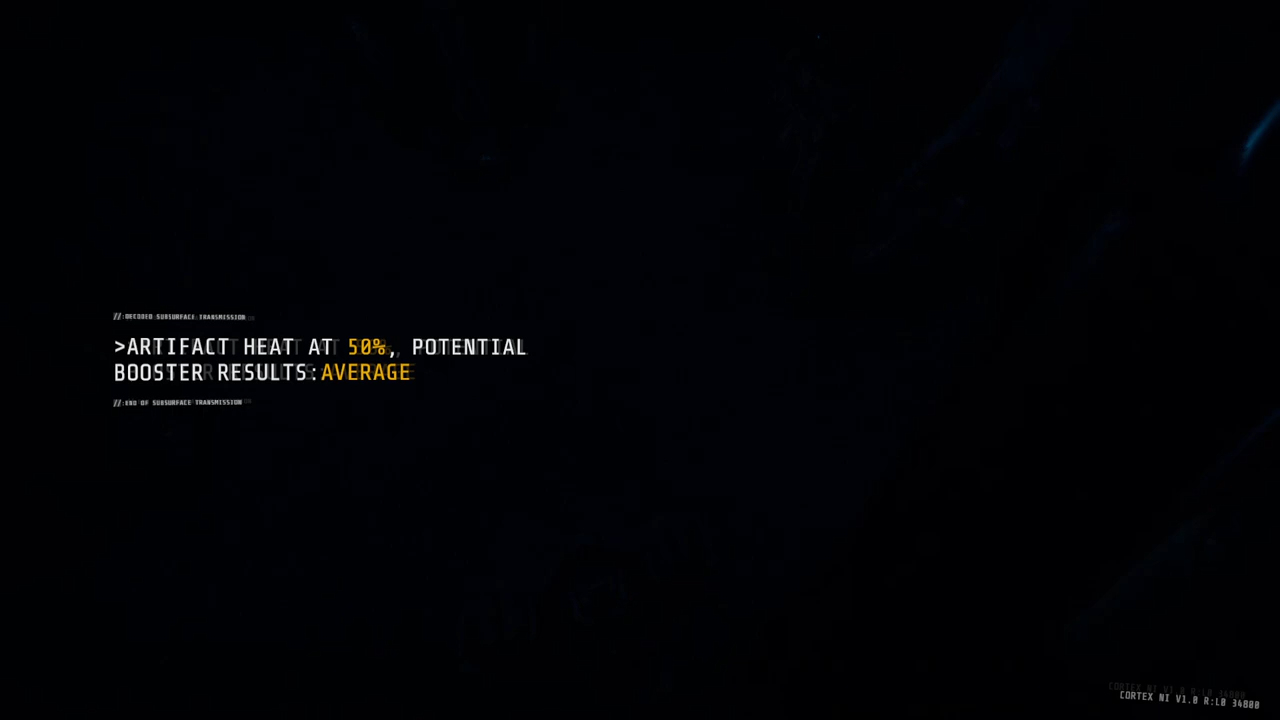 //:DECODED SUBSURFACE TRANSMISSION
>ARTIFACT HEAT AT 50%, POTENTIAL
BOOSTER RESULTS:AVERAGE
//:END OF SUBSURFACE TRANSMISSION
CORTEX NI V1.0 R:L0 34800